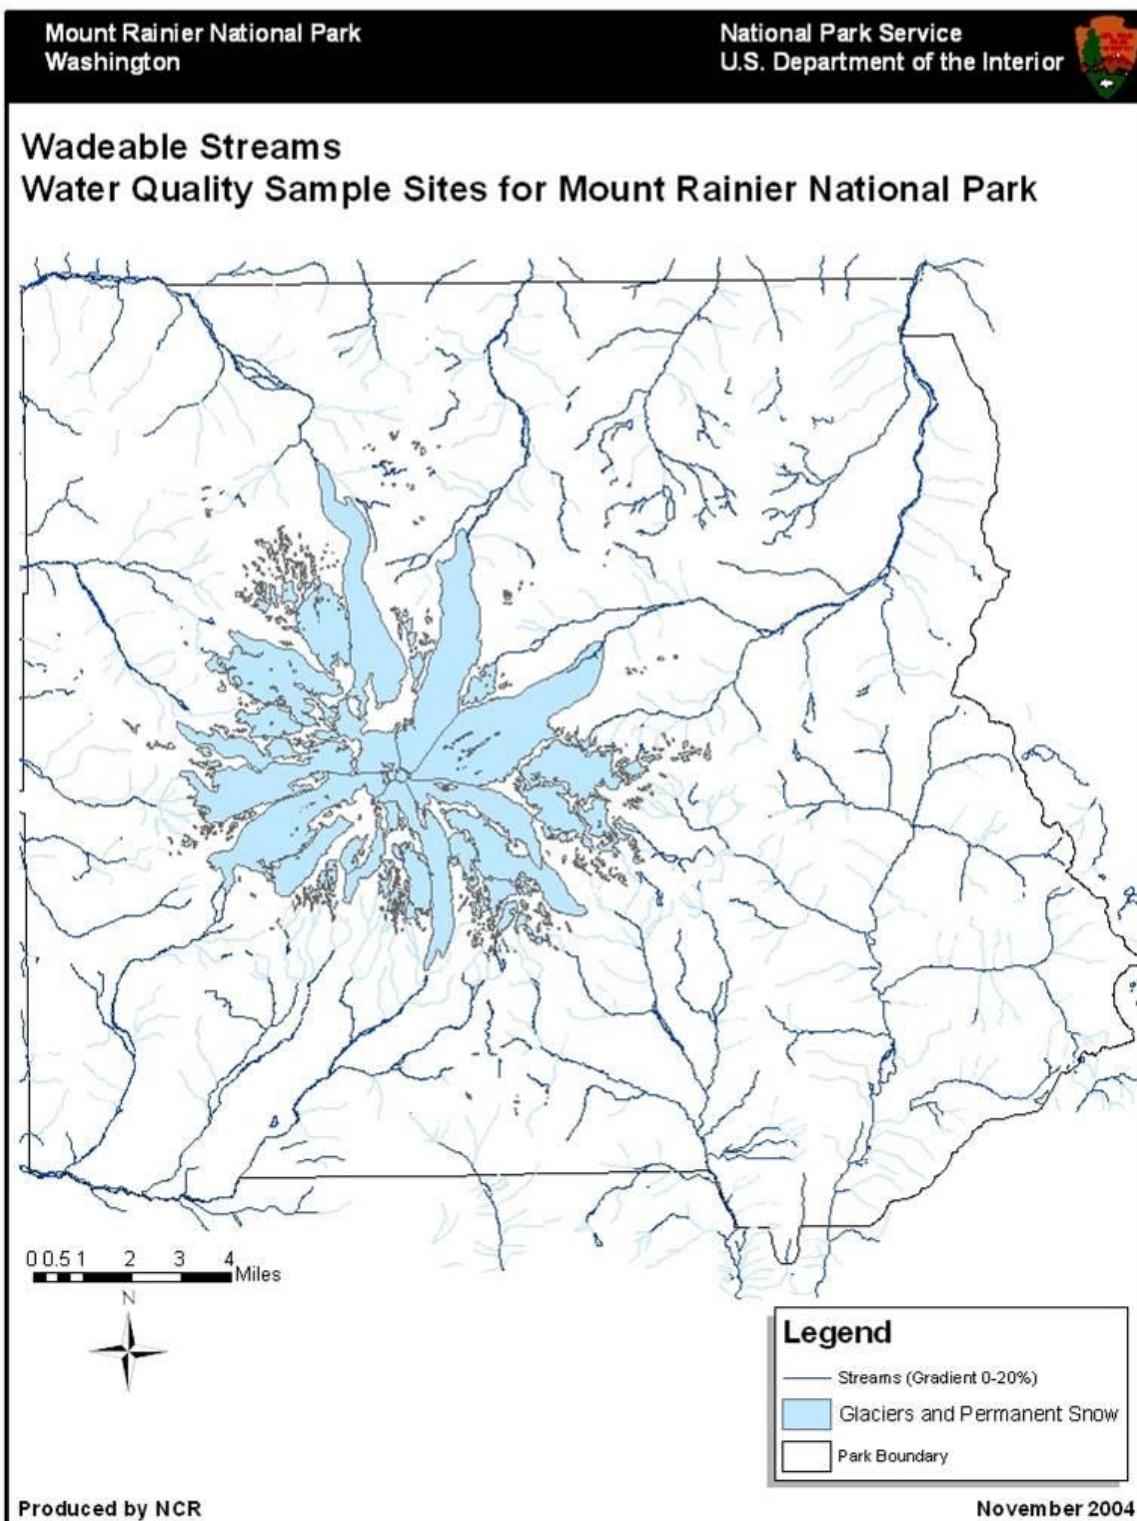 Mount Rainier National Park
Washington
National Park Service
U.S. Department of the Interior
Wadeable Streams
Water Quality Sample Sites for Mount Rainier National Park
0 0.5 1 2 3 4
Miles
N
Legend
Streams (Gradient 0-20%)
Glaciers and Permanent Snow
Park Boundary
Produced by NCR
November 2004